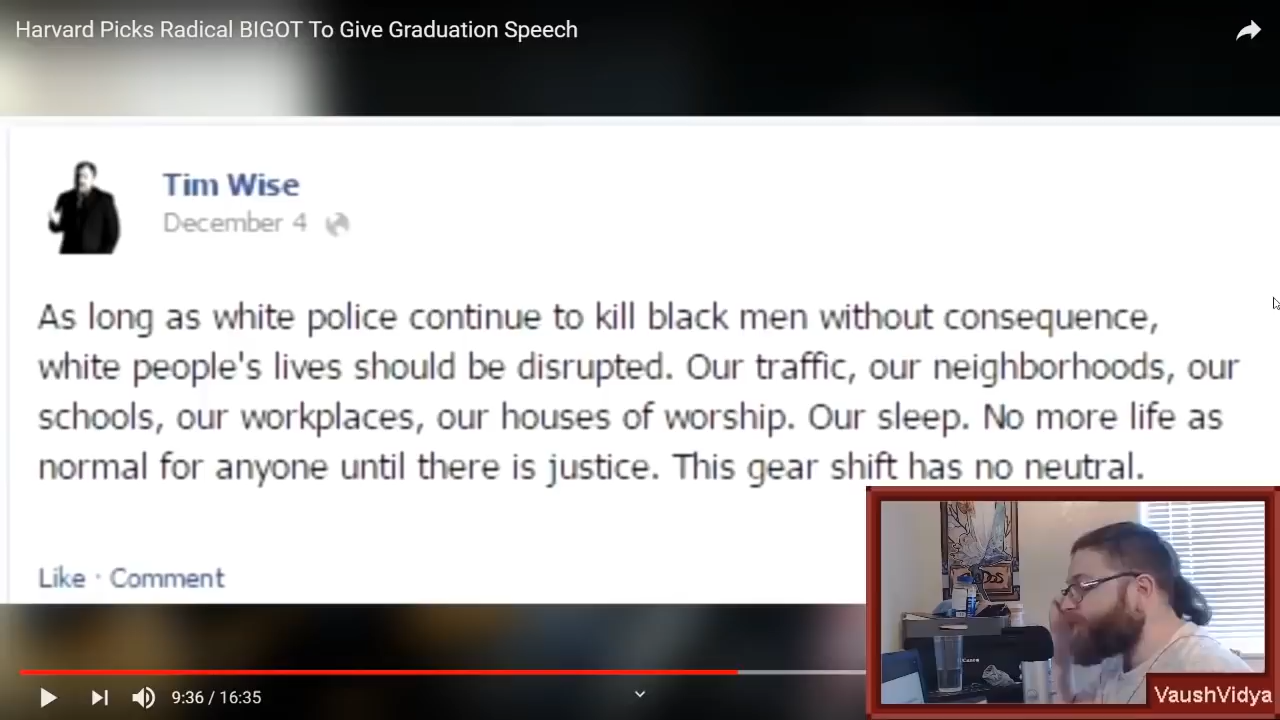 Harvard Picks Radical BIGOT To Give Graduation Speech
Tim Wise
December 4
As long as white police continue to kill black men without consequence,
white people's lives should be disrupted. Our traffic, our neighborhoods, our
schools, our workplaces, our houses of worship. Our sleep. No more life as
normal for anyone until there is justice. This gear shift has no neutral.
Like · Comment
9:36 / 16:35
VaushVidya